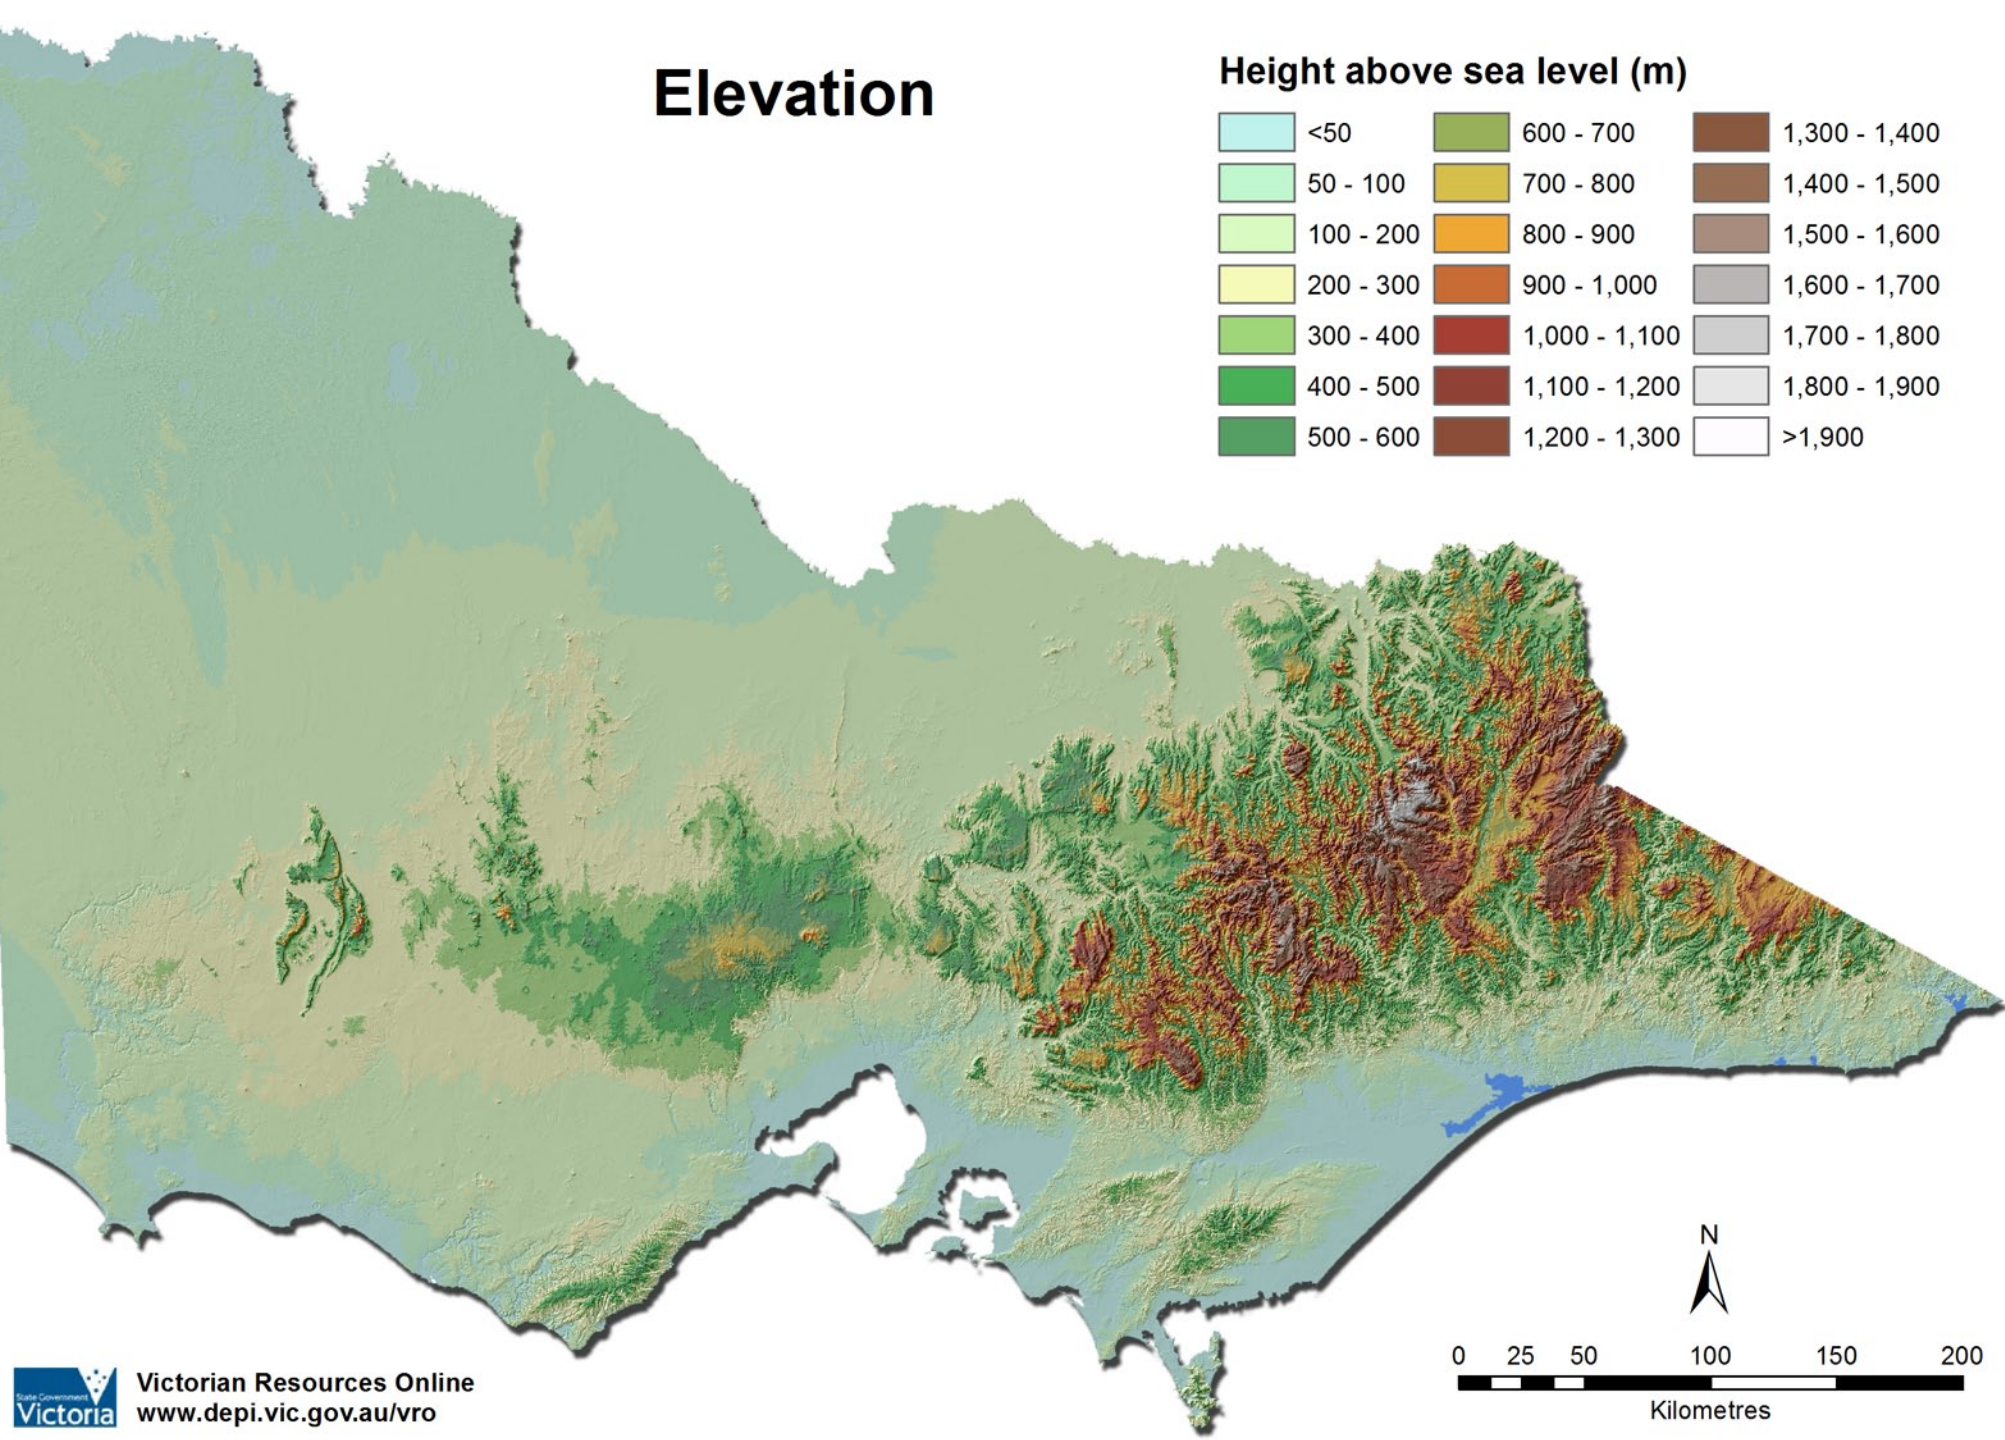 Elevation
Height above sea level (m)
<50
50 - 100
100 - 200
200 - 300
300 - 400
400 - 500
500 - 600
600 - 700
700 - 800
800 - 900
900 - 1,000
1,000 - 1,100
1,100 - 1,200
1,200 - 1,300
1,300 - 1,400
1,400 - 1,500
1,500 - 1,600
1,600 - 1,700
1,700 - 1,800
1,800 - 1,900
>1,900
N
0 25 50 100 150 200
Kilometres
State Government
Victoria
Victorian Resources Online
www.depi.vic.gov.au/vro